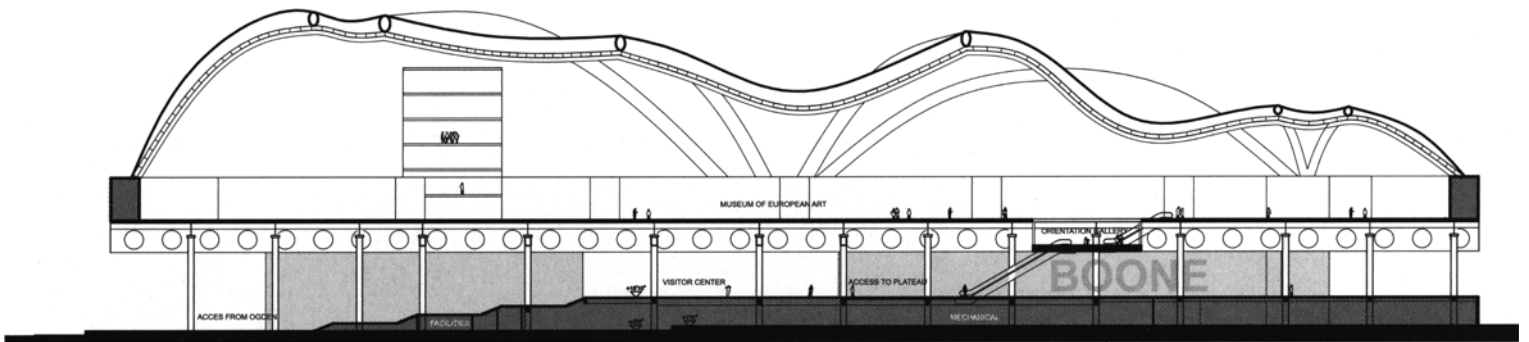 MUSEUM OF EUROPEAN ART
ORIENTATION GALLERY
BOONE
VISITOR CENTER
ACCESS TO PLATEAU
ACCES FROM OGDEN
FACILITIES
MECHANICAL